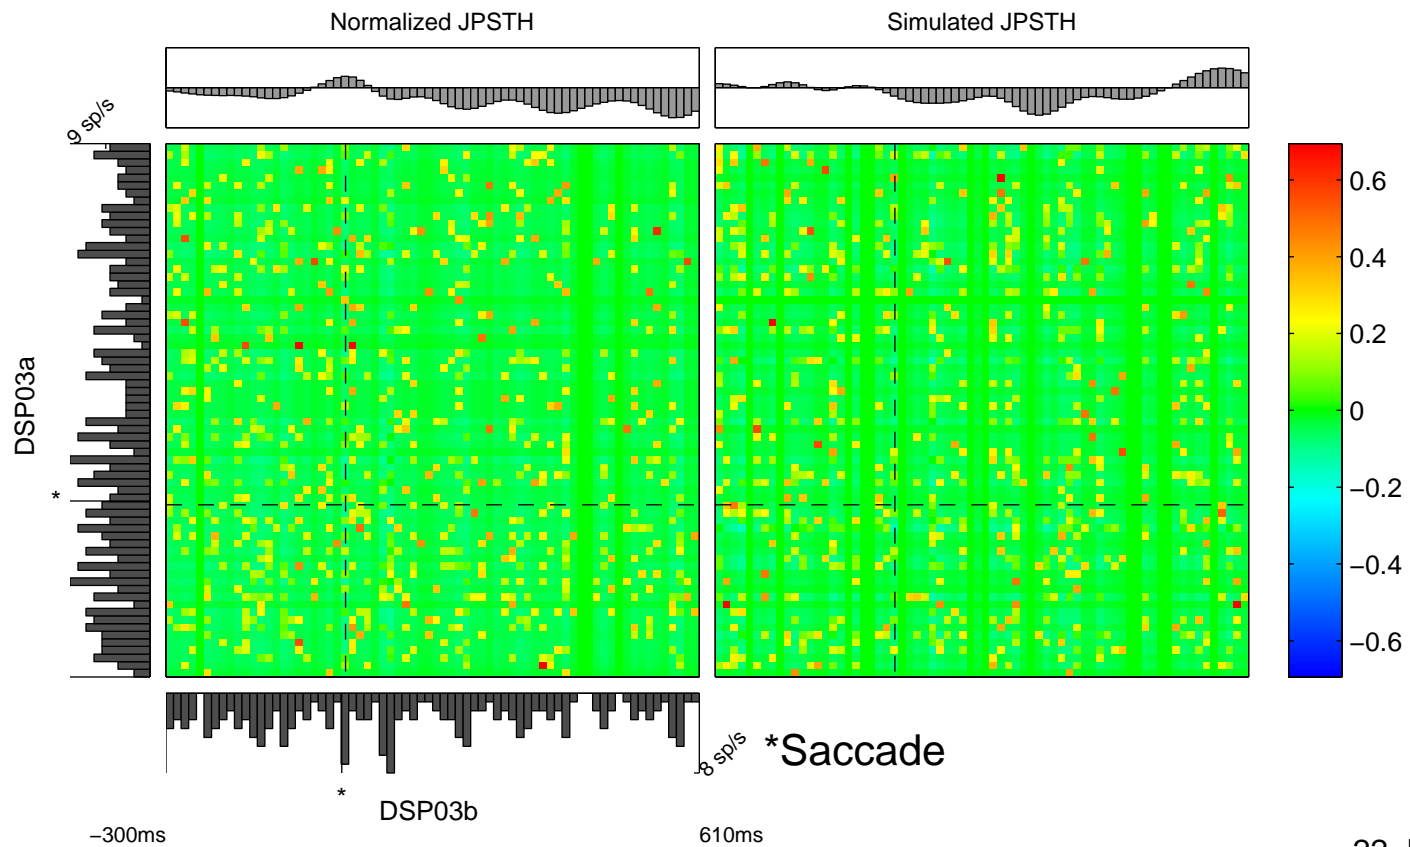 Normalized JPSTH
Simulated JPSTH
9 sp/s
DSP03a
*
0.6
0.4
0.2
0
−0.2
−0.4
−0.6
8 sp/s
*Saccade
*
DSP03b
−300ms
610ms